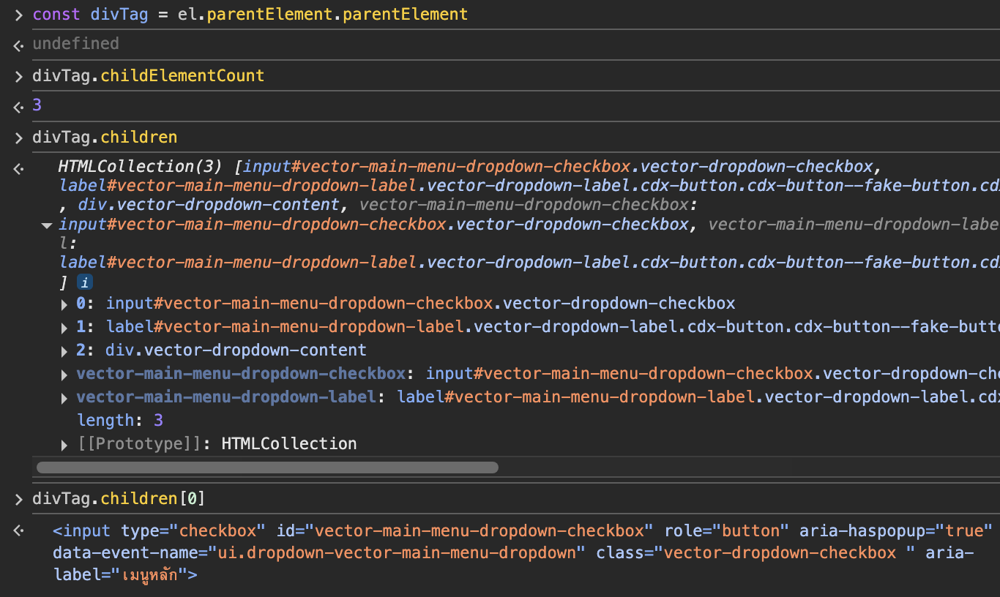 const divTag = el.parentElement.parentElement
undefined
divTag.childElementCount
3
divTag.children
HTMLCollection(3) [input#vector-main-menu-dropdown-checkbox.vector-dropdown-checkbox,
label#vector-main-menu-dropdown-label.vector-dropdown-label.cdx-button.cdx-button--fake-button.cd
, div.vector-dropdown-content, vector-main-menu-dropdown-checkbox:
input#vector-main-menu-dropdown-checkbox.vector-dropdown-checkbox, vector-main-menu-dropdown-labe
l:
label#vector-main-menu-dropdown-label.vector-dropdown-label.cdx-button.cdx-button--fake-button.cd
] i
0: input#vector-main-menu-dropdown-checkbox.vector-dropdown-checkbox
1: label#vector-main-menu-dropdown-label.vector-dropdown-label.cdx-button.cdx-button--fake-butto
2: div.vector-dropdown-content
vector-main-menu-dropdown-checkbox: input#vector-main-menu-dropdown-checkbox.vector-dropdown-che
vector-main-menu-dropdown-label: label#vector-main-menu-dropdown-label.vector-dropdown-label.cdx
length: 3
[[Prototype]]: HTMLCollection
divTag.children[0]
<input type="checkbox" id="vector-main-menu-dropdown-checkbox" role="button" aria-haspopup="true"
data-event-name="ui.dropdown-vector-main-menu-dropdown" class="vector-dropdown-checkbox " aria-
label="เมนูหลัก">